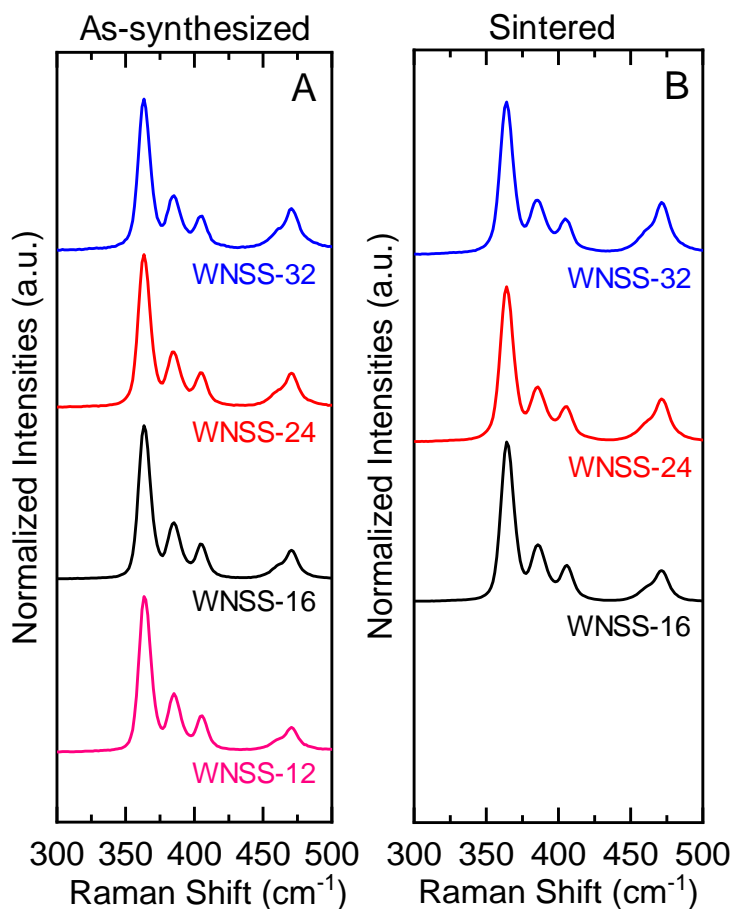 As-synthesized
Sintered
A
B
WNSS-32
WNSS-32
WNSS-24
WNSS-24
WNSS-16
WNSS-16
WNSS-12
Normalized Intensities (a.u.)
Normalized Intensities (a.u.)
300 350 400 450 500
300 350 400 450 500
Raman Shift (cm⁻¹)
Raman Shift (cm⁻¹)